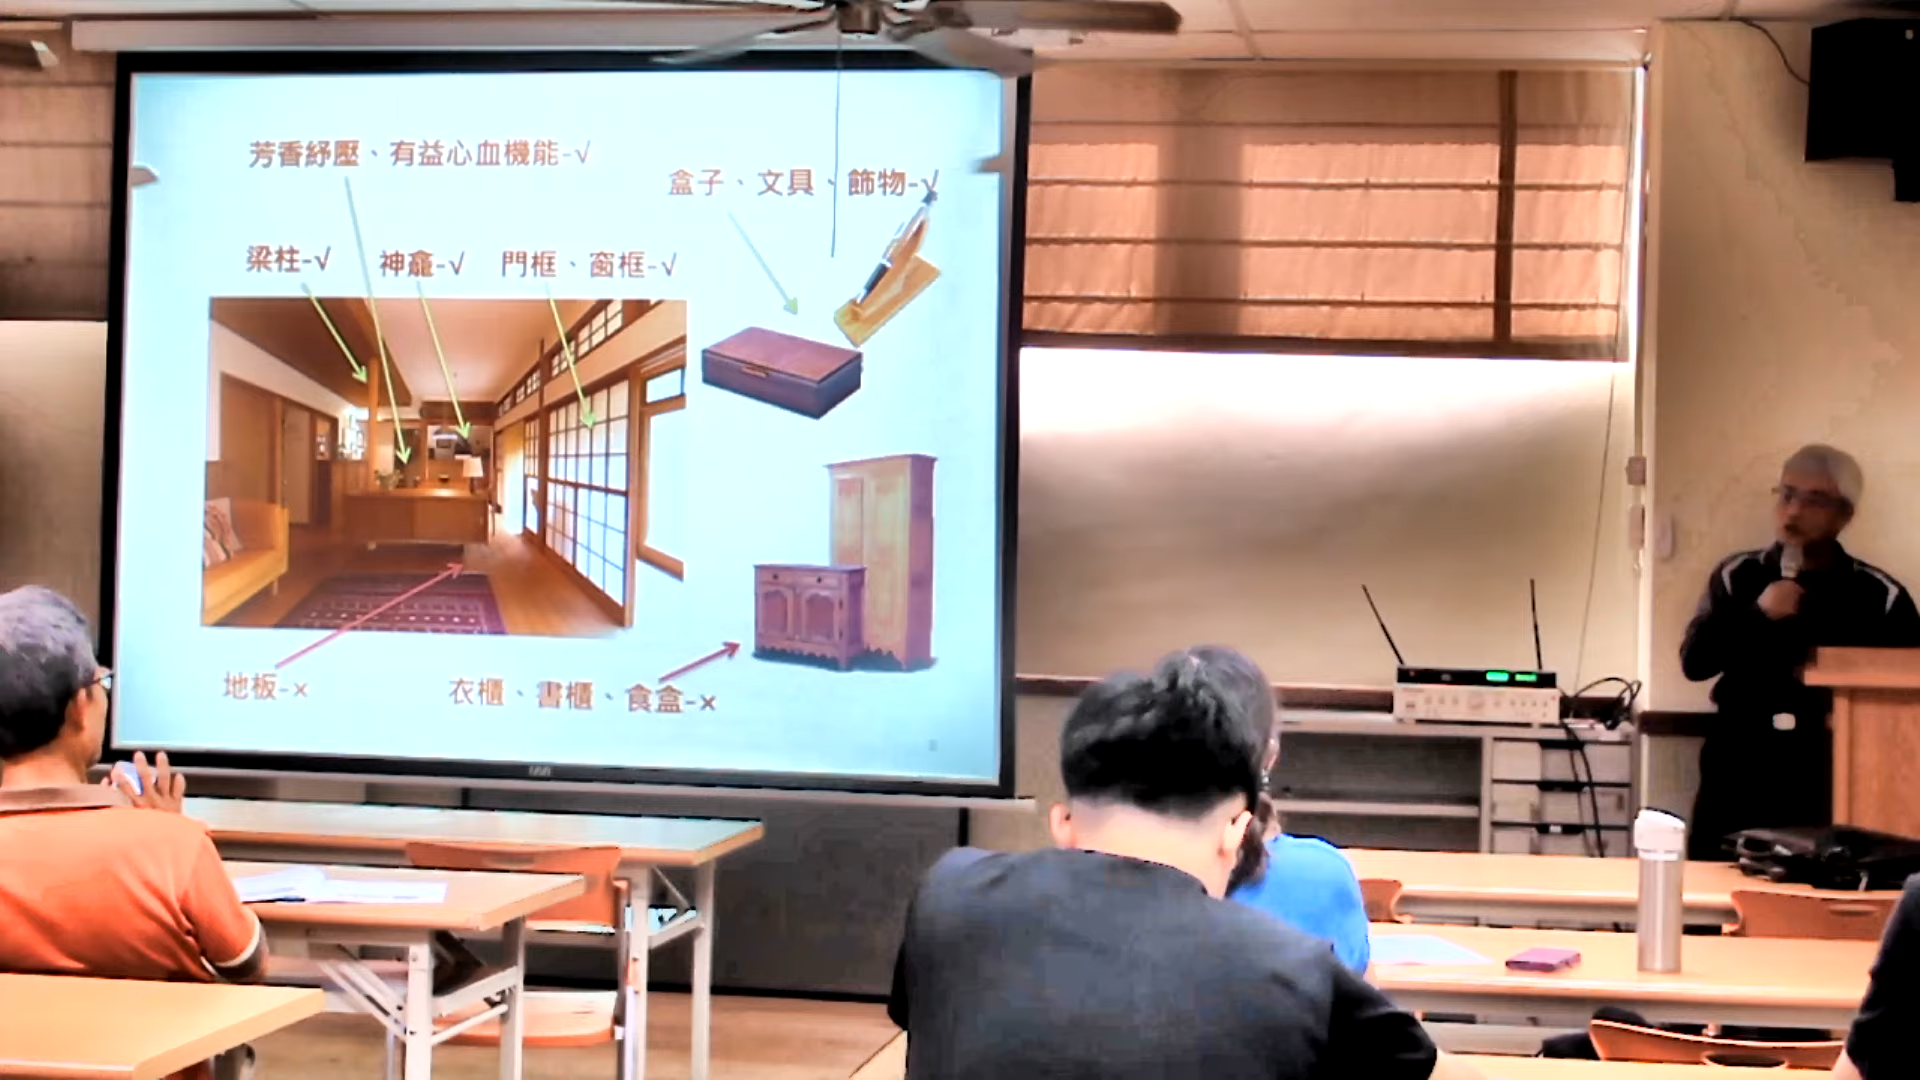 芳香紓壓、有益心血機能-√
盒子、文具、飾物-√
梁柱-√
神龕-√
門框、窗框-√
地板-×
衣櫃、書櫃、食盒-×